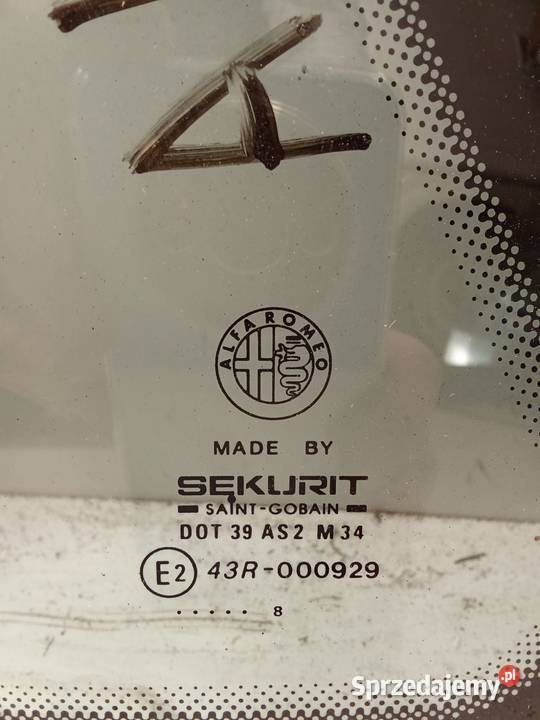 A
ALFA ROMEO
MADE BY
SEKURIT
SAINT-GOBAIN
DOT 39 AS2 M34
E2 43R-000929
..... 8
Sprzedajemy.pl